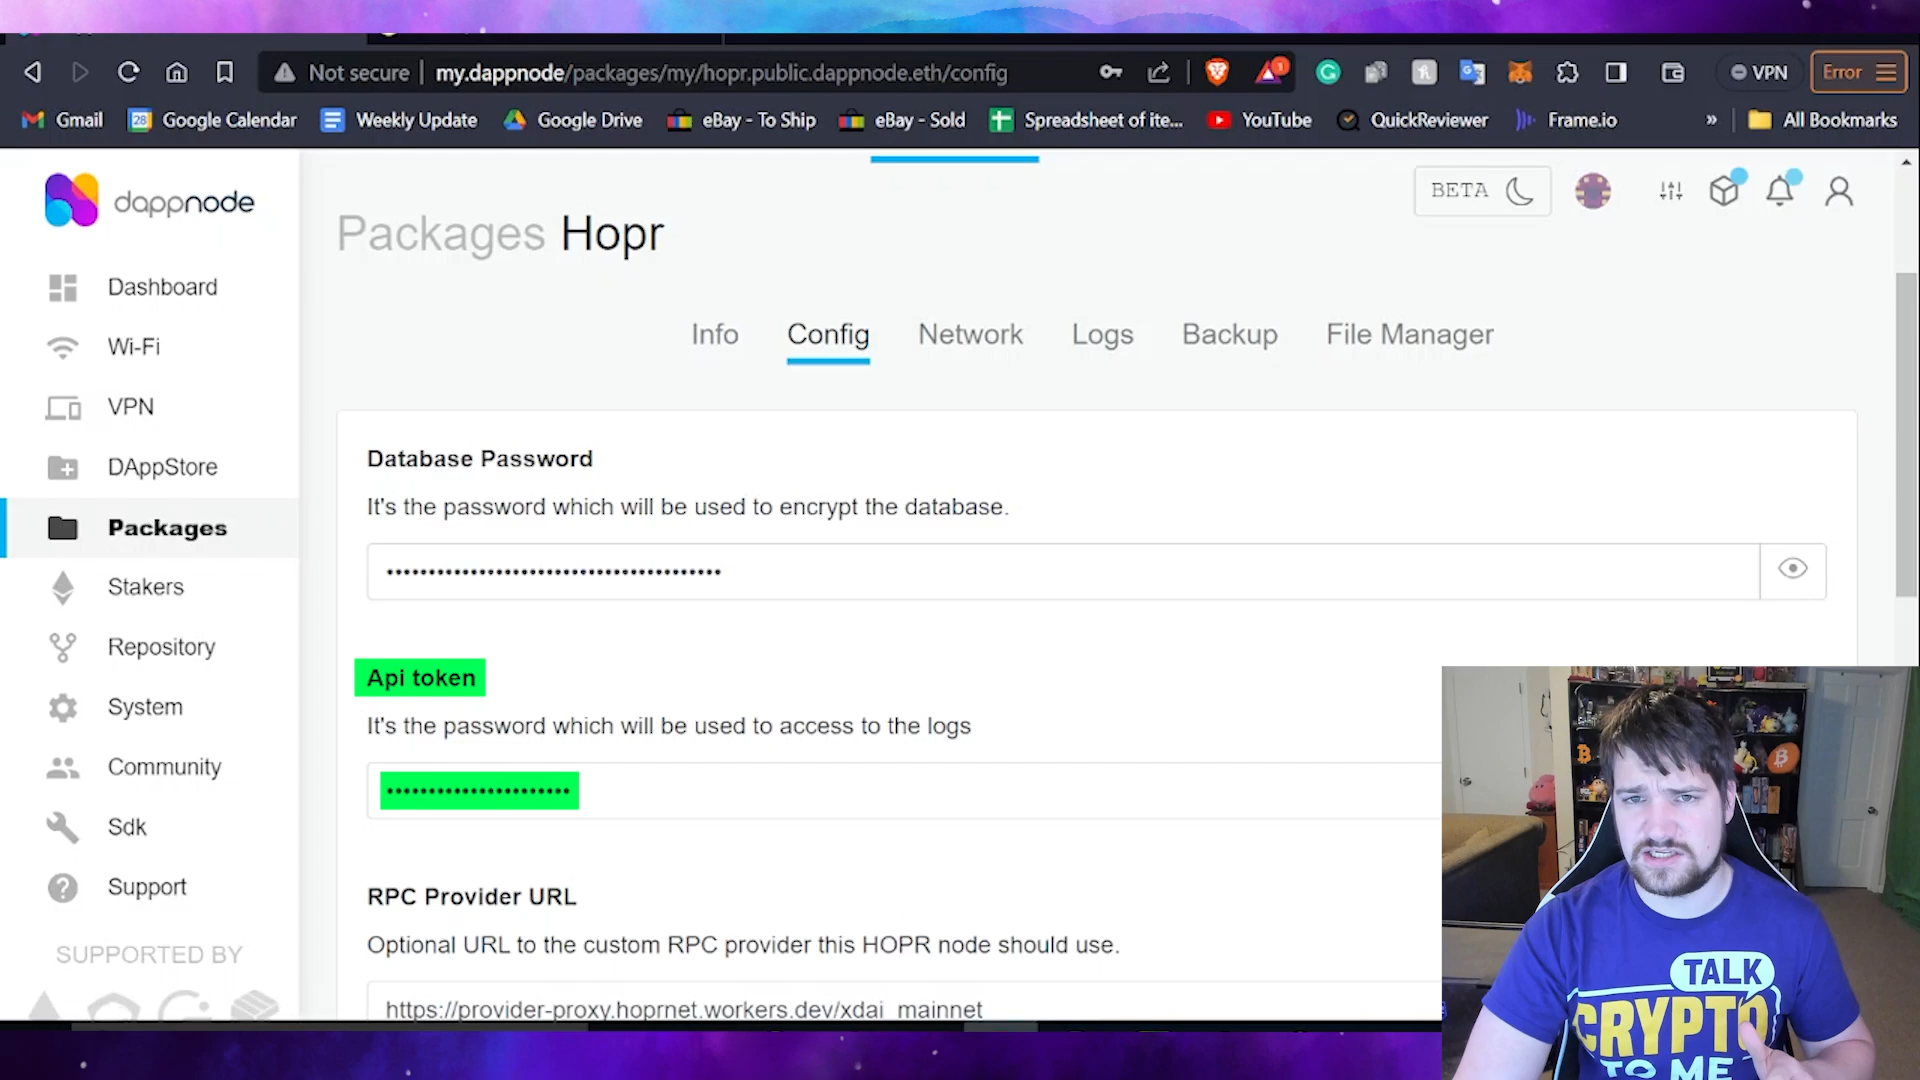 Not secure my.dappnode/packages/my/hopr.public.dappnode.eth/config 1 VPN Error
Gmail 28 Google Calendar Weekly Update Google Drive eBay - To Ship eBay - Sold Spreadsheet of ite... YouTube QuickReviewer Frame.io » All Bookmarks
dappnode
BETA
Packages Hopr
Dashboard
Wi-Fi
VPN
DAppStore
Packages
Stakers
Repository
System
Community
Sdk
Support
SUPPORTED BY
Info Config Network Logs Backup File Manager
Database Password
It's the password which will be used to encrypt the database.
Api token
It's the password which will be used to access to the logs
RPC Provider URL
Optional URL to the custom RPC provider this HOPR node should use.
https://provider-proxy.hoprnet.workers.dev/xdai_mainnet
TALK
CRYPTO
TO ME